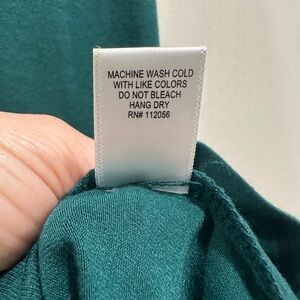 MACHINE WASH COLD
WITH LIKE COLORS
DO NOT BLEACH
HANG DRY
RN# 112056